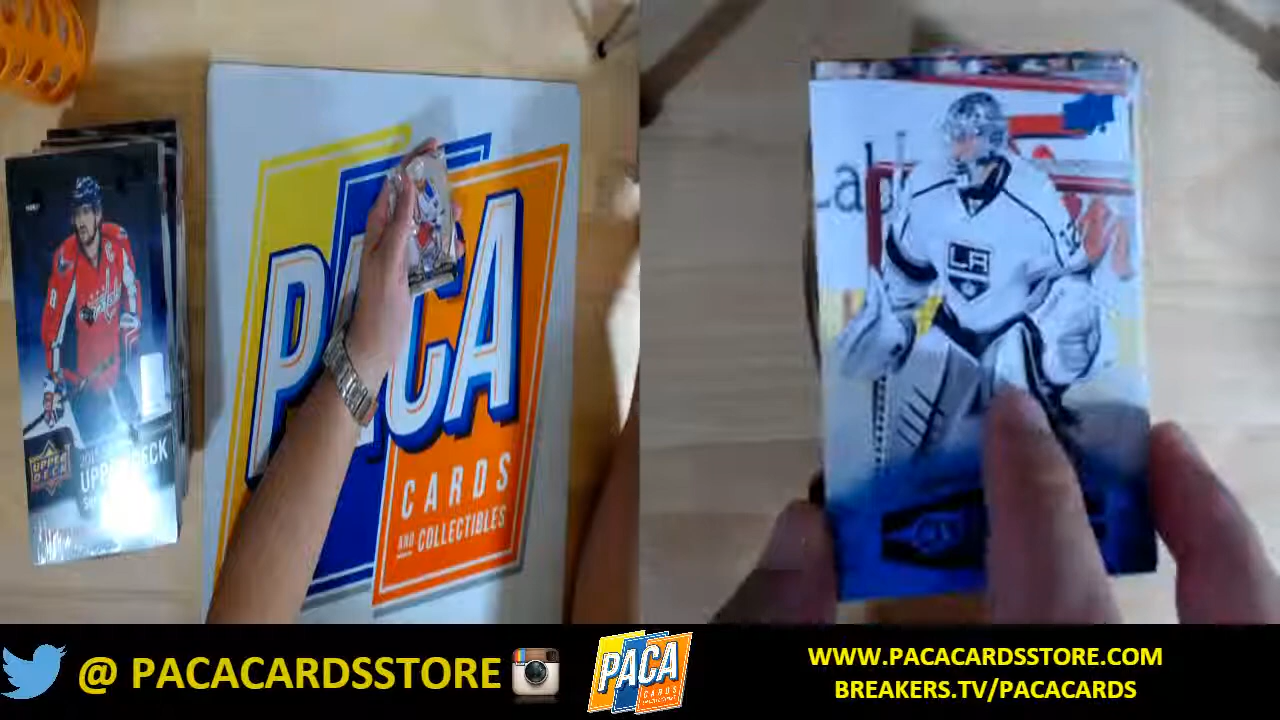 PACA
CARDS
AND COLLECTIBLES
UPPER DECK
UPPER DECK
LA
@ PACACARDSSTORE
PACA
CARDS
WWW.PACACARDSSTORE.COM
BREAKERS.TV/PACACARDS